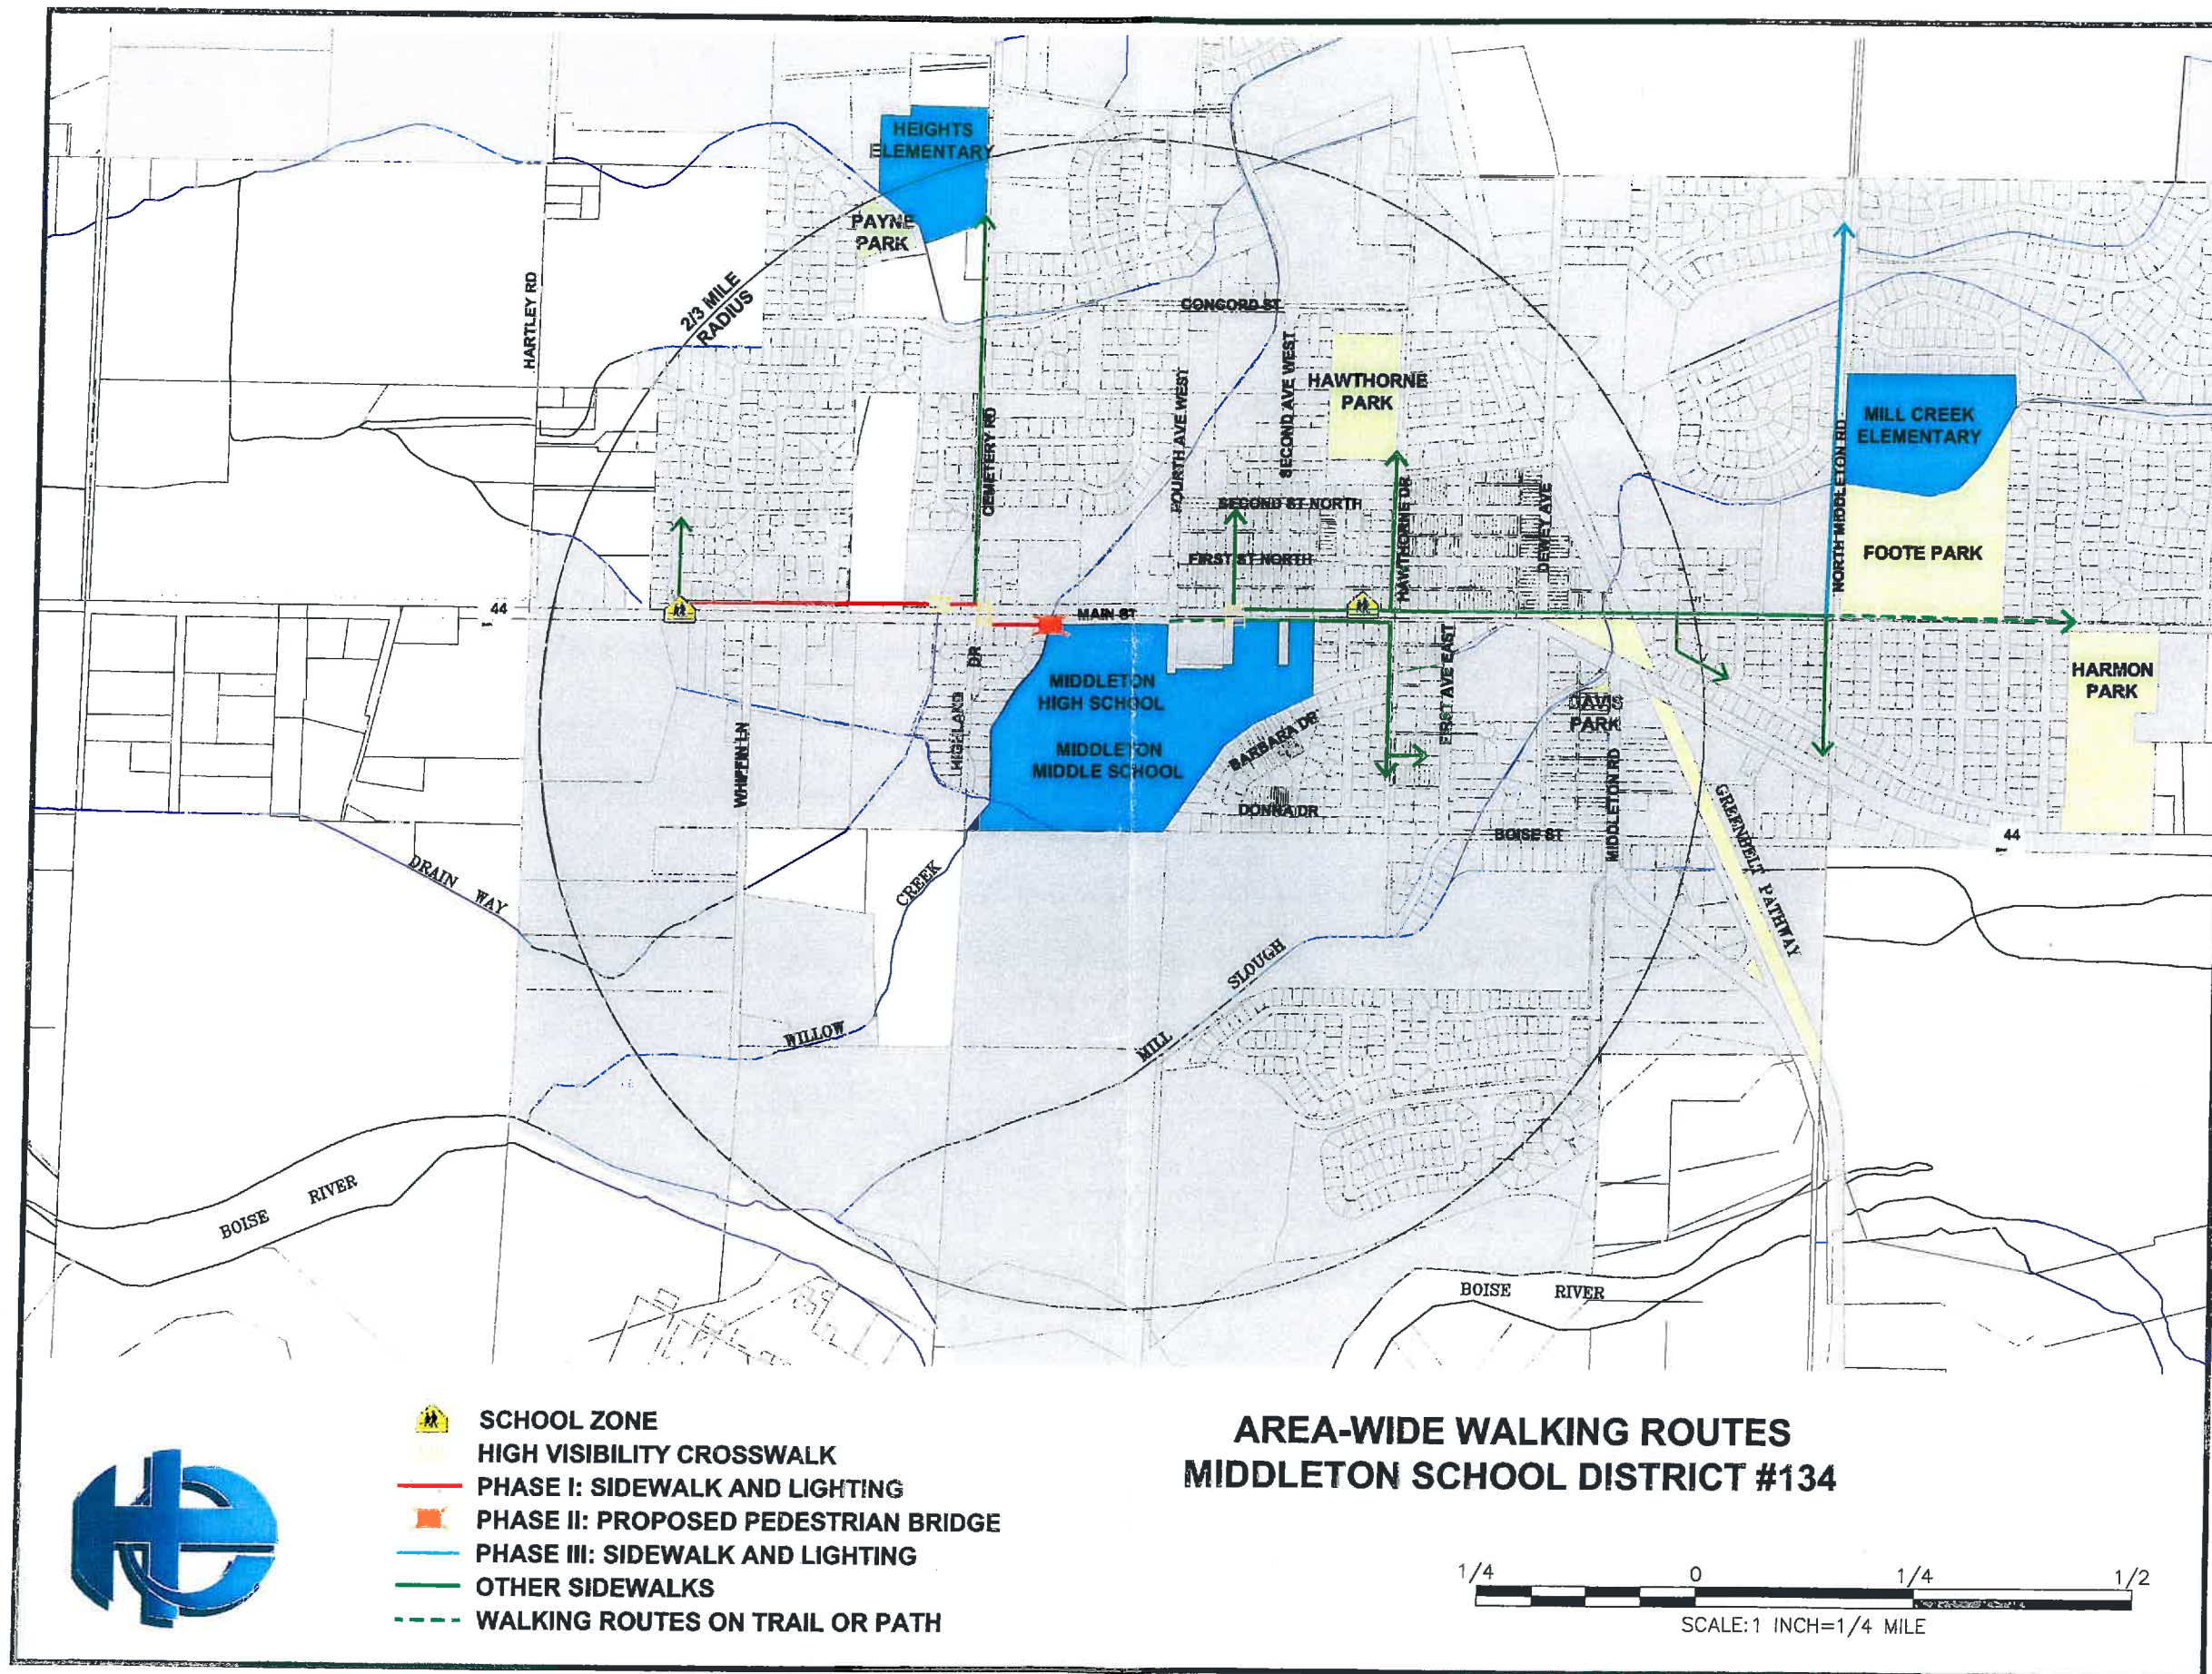 HEIGHTS
ELEMENTARY
PAYNE
PARK
HARTLEY RD
2/3 MILE
RADIUS
CONCORD ST
SECOND AVE WEST
FOURTH AVE WEST
HAWTHORNE
PARK
CEMETERY RD
MILL CREEK
ELEMENTARY
NORTH MIDDLETON RD
SECOND ST NORTH
HAWTHORNE DR
DEWEY AVE
FIRST ST NORTH
FOOTE PARK
44
MAIN ST
HIGHLAND DR
FIRST AVE EAST
MIDDLETON
HIGH SCHOOL
HARMON
PARK
DAVIS
PARK
MIDDLETON
MIDDLE SCHOOL
BARBARA DR
DONNA DR
MIDDLETON RD
BOISE ST
44
GREENBELT PATHWAY
DRAIN WAY
WILLOW CREEK
MILL SLOUGH
BOISE RIVER
BOISE RIVER
SCHOOL ZONE
HIGH VISIBILITY CROSSWALK
PHASE I: SIDEWALK AND LIGHTING
PHASE II: PROPOSED PEDESTRIAN BRIDGE
PHASE III: SIDEWALK AND LIGHTING
OTHER SIDEWALKS
WALKING ROUTES ON TRAIL OR PATH
AREA-WIDE WALKING ROUTES
MIDDLETON SCHOOL DISTRICT #134
1/4 0 1/4 1/2
SCALE: 1 INCH=1/4 MILE